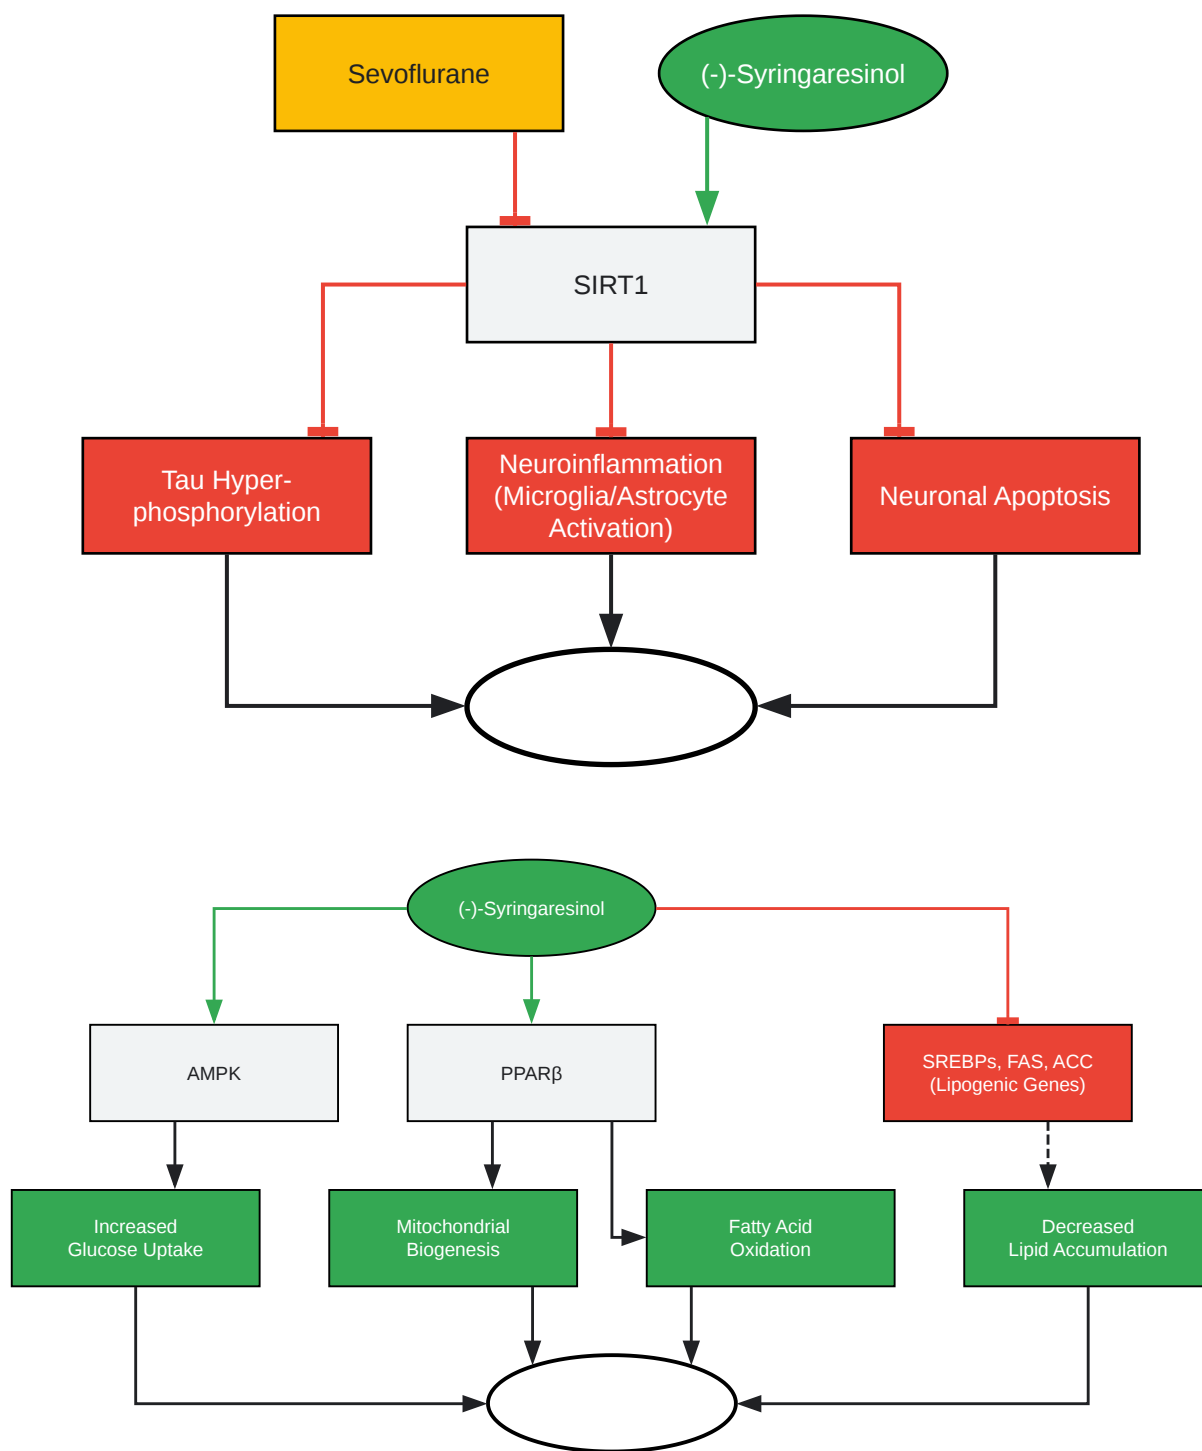 Sevoflurane
(-)-Syringaresinol
SIRT1
Tau Hyper-
phosphorylation
Neuroinflammation
(Microglia/Astrocyte
Activation)
Neuronal Apoptosis
(-)-Syringaresinol
AMPK
PPARβ
SREBPs, FAS, ACC
(Lipogenic Genes)
Increased
Glucose Uptake
Mitochondrial
Biogenesis
Fatty Acid
Oxidation
Decreased
Lipid Accumulation